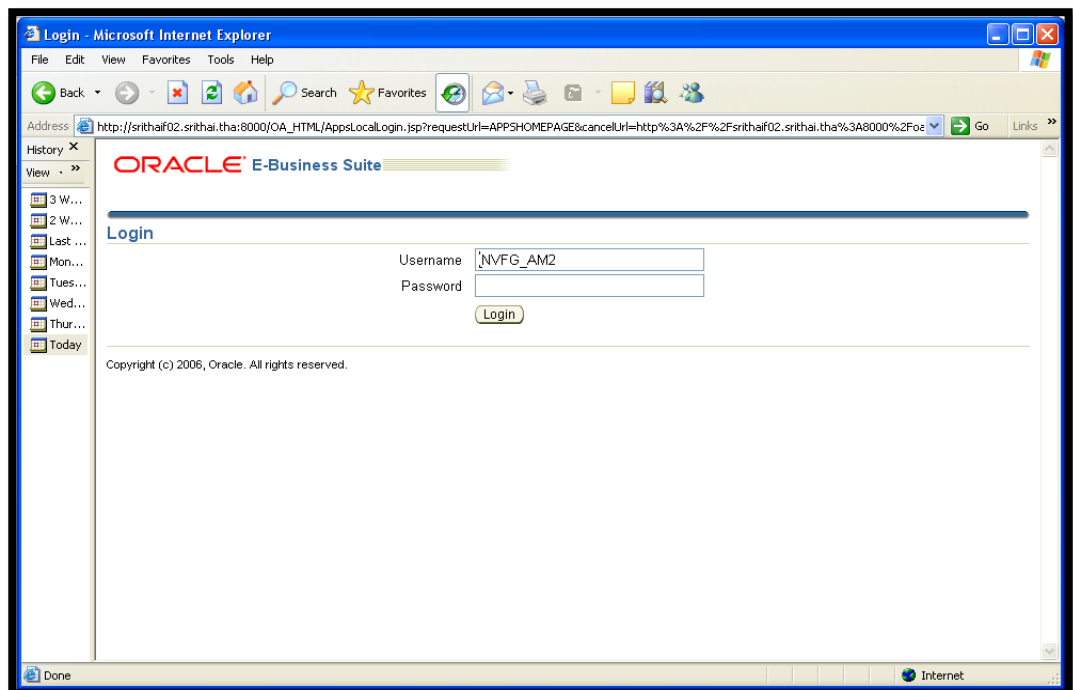 Login - Microsoft Internet Explorer
File Edit View Favorites Tools Help
Back Search Favorites
Address http://srithaif02.srithai.tha:8000/OA_HTML/AppsLocalLogin.jsp?requestUrl=APPSHOMEPAGE&cancelUrl=http%3A%2F%2Fsrithaif02.srithai.tha%3A8000%2Foa Go Links »
History X
View »
3 W...
2 W...
Last ...
Mon...
Tues...
Wed...
Thur...
Today
ORACLE E-Business Suite
Login
Username NVFG_AM2
Password
Login
Copyright (c) 2006, Oracle. All rights reserved.
Done Internet